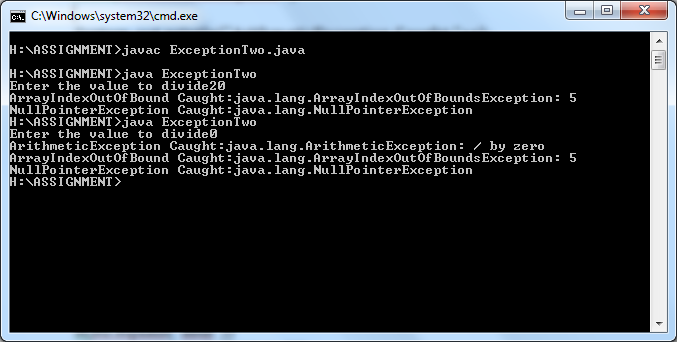 C:\Windows\system32\cmd.exe
H:\ASSIGNMENT>javac ExceptionTwo.java
H:\ASSIGNMENT>java ExceptionTwo
Enter the value to divide20
ArrayIndexOutOfBound Caught:java.lang.ArrayIndexOutOfBoundsException: 5
NullPointerException Caught:java.lang.NullPointerException
H:\ASSIGNMENT>java ExceptionTwo
Enter the value to divide0
ArithmeticException Caught:java.lang.ArithmeticException: / by zero
ArrayIndexOutOfBound Caught:java.lang.ArrayIndexOutOfBoundsException: 5
NullPointerException Caught:java.lang.NullPointerException
H:\ASSIGNMENT>